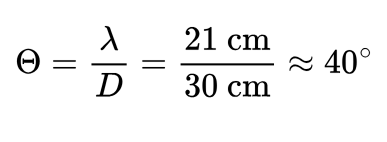 Θ = λ / D = 21 cm / 30 cm ≈ 40°